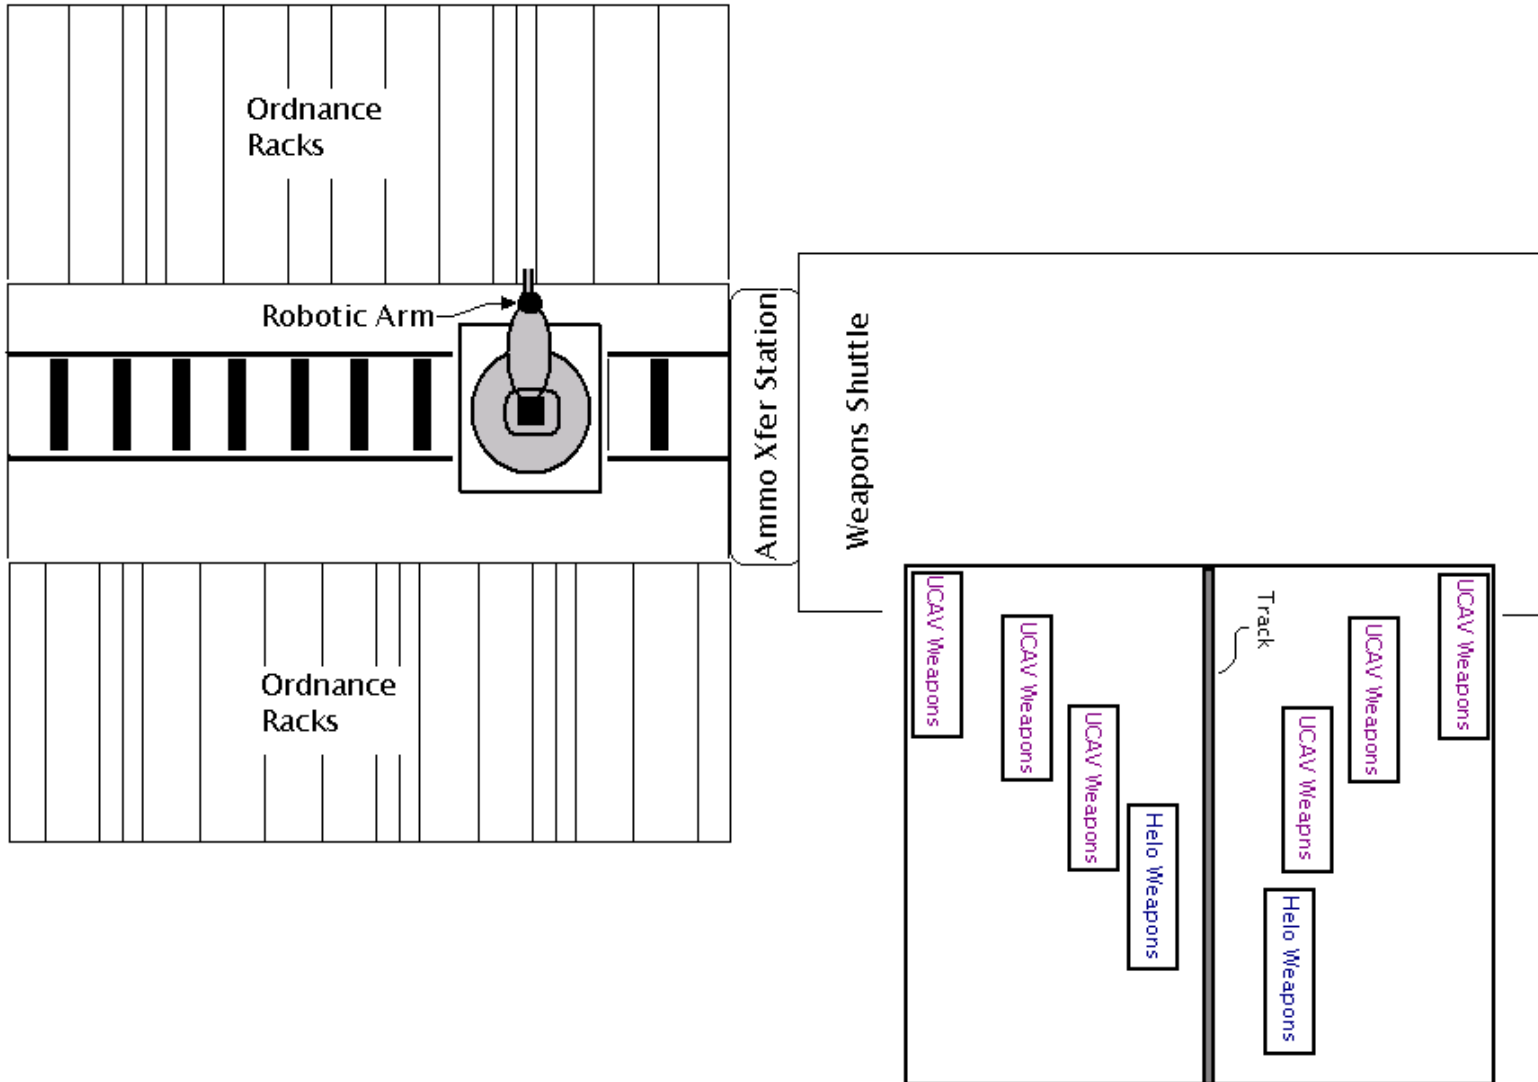 Ordnance
Racks
Robotic Arm
Ammo Xfer Station
Weapons Shuttle
Ordnance
Racks
Track
UCAV Weapons
UCAV Weapons
UCAV Weapons
Helo Weapons
UCAV Weapons
UCAV Weapons
UCAV Weapons
Helo Weapons